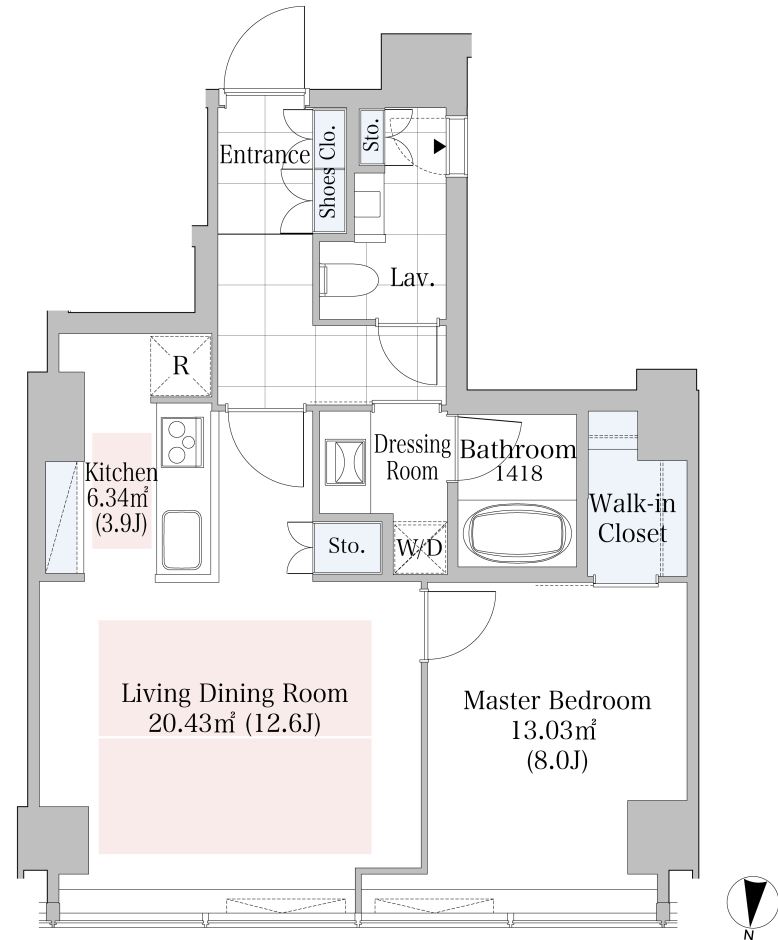 Entrance
Shoes Clo.
Sto.
Lav.
R
Kitchen
6.34㎡
(3.9J)
Dressing
Room
Bathroom
1418
Walk-in
Closet
Sto.
W/D
Living Dining Room
20.43㎡ (12.6J)
Master Bedroom
13.03㎡
(8.0J)
N